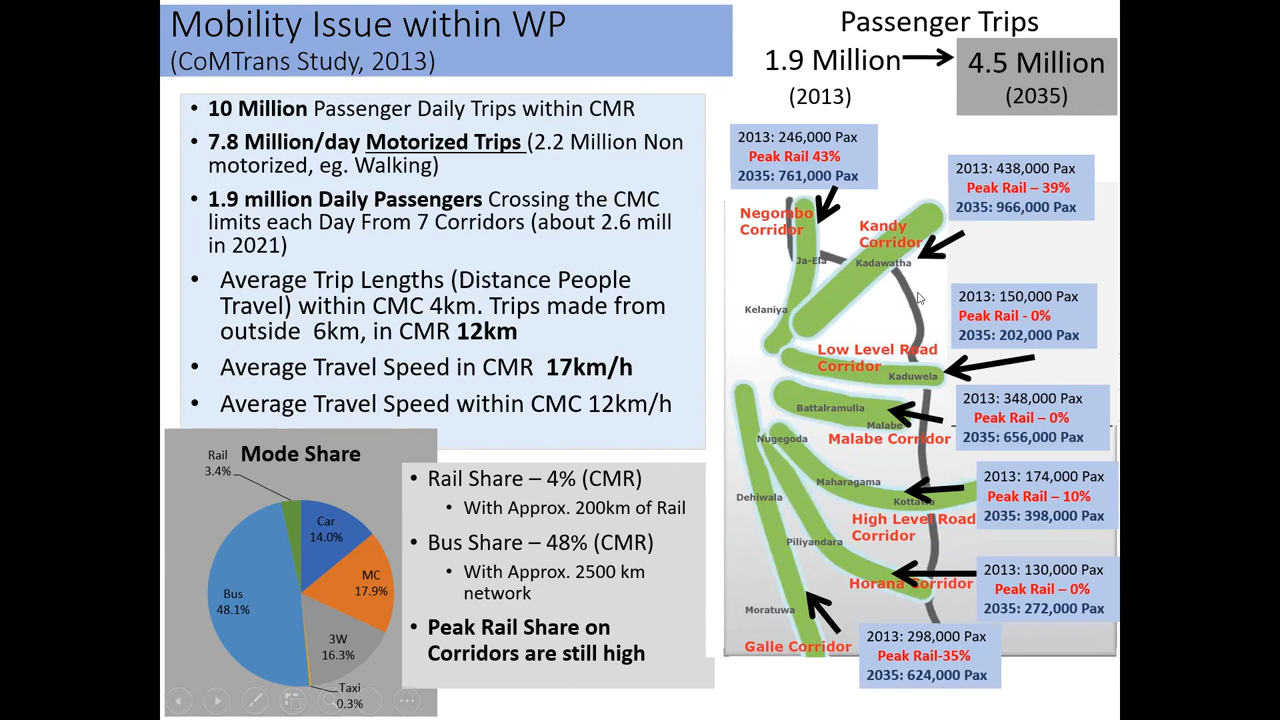 Mobility Issue within WP
(CoMTrans Study, 2013)
• 10 Million Passenger Daily Trips within CMR
• 7.8 Million/day Motorized Trips (2.2 Million Non
motorized, eg. Walking)
• 1.9 million Daily Passengers Crossing the CMC
limits each Day From 7 Corridors (about 2.6 mill
in 2021)
• Average Trip Lengths (Distance People
Travel) within CMC 4km. Trips made from
outside 6km, in CMR 12km
• Average Travel Speed in CMR 17km/h
• Average Travel Speed within CMC 12km/h
Mode Share
Rail
3.4%
Car
14.0%
MC
17.9%
Bus
48.1%
3W
16.3%
Taxi
0.3%
• Rail Share – 4% (CMR)
• With Approx. 200km of Rail
• Bus Share – 48% (CMR)
• With Approx. 2500 km
network
• Peak Rail Share on
Corridors are still high
Passenger Trips
1.9 Million
(2013)
4.5 Million
(2035)
2013: 246,000 Pax
Peak Rail 43%
2035: 761,000 Pax
2013: 438,000 Pax
Peak Rail – 39%
2035: 966,000 Pax
Negombo
Corridor
Kandy
Corridor
Ja-Ela
Kadawatha
Kelaniya
2013: 150,000 Pax
Peak Rail - 0%
2035: 202,000 Pax
Low Level Road
Corridor
Kaduwela
2013: 348,000 Pax
Peak Rail – 0%
2035: 656,000 Pax
Battalramulla
Malabe
Malabe Corridor
Nugegoda
2013: 174,000 Pax
Peak Rail – 10%
2035: 398,000 Pax
Maharagama
Kottawa
Dehiwala
High Level Road
Corridor
Piliyandara
2013: 130,000 Pax
Peak Rail – 0%
2035: 272,000 Pax
Horana Corridor
Moratuwa
Galle Corridor
2013: 298,000 Pax
Peak Rail-35%
2035: 624,000 Pax